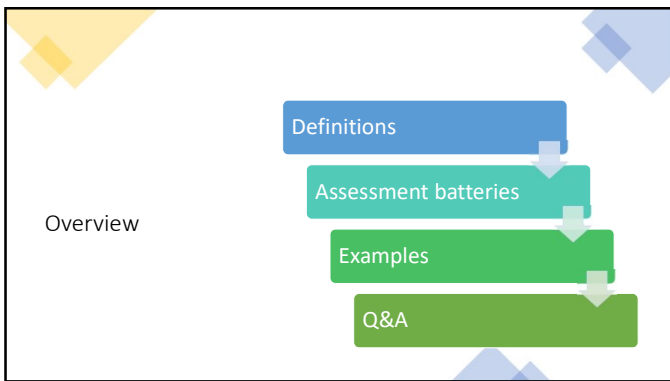 Overview
Definitions
Assessment batteries
Examples
Q&A